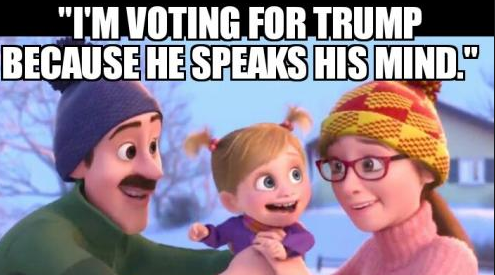 "I'M VOTING FOR TRUMP
BECAUSE HE SPEAKS HIS MIND."